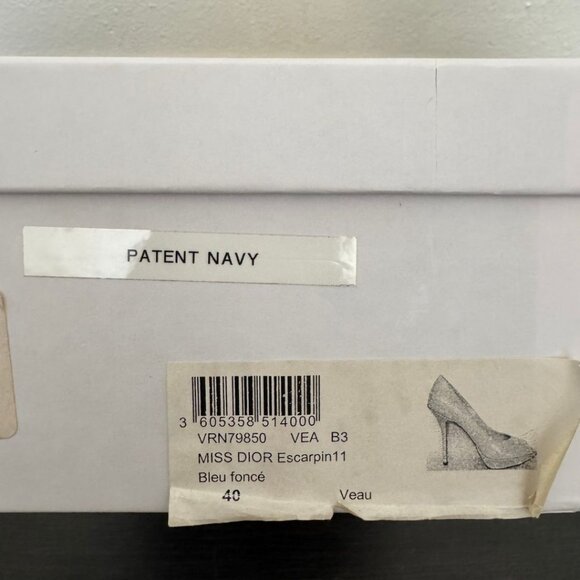 PATENT NAVY
3 605358 514000
VRN79850 VEA B3
MISS DIOR Escarpin11
Bleu foncé
40 Veau